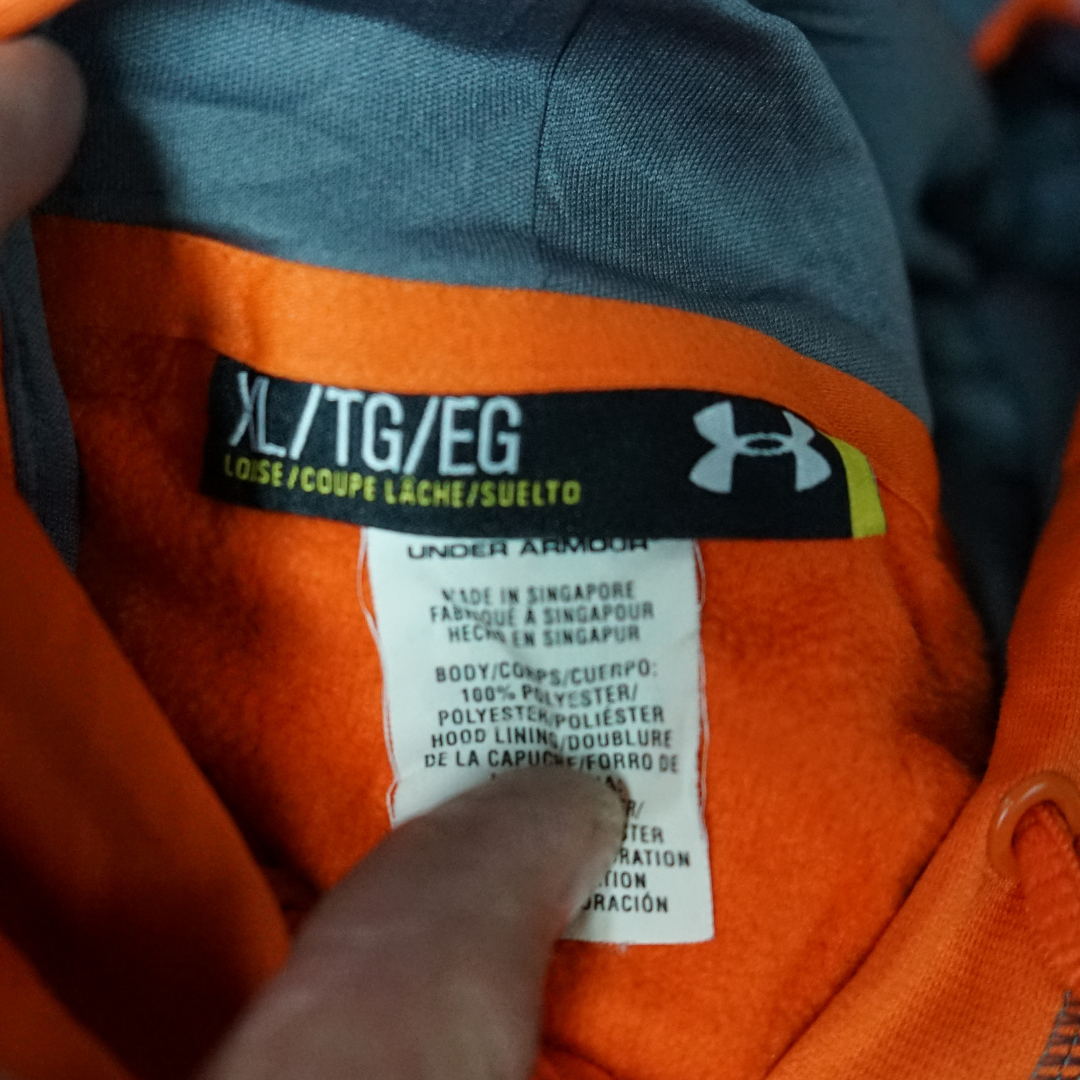 XL/TG/EG
LOOSE/COUPE LÂCHE/SUELTO
UNDER ARMOUR
MADE IN SINGAPORE
FABRIQUÉ À SINGAPOUR
HECHO EN SINGAPUR
BODY/CORPS/CUERPO:
100% POLYESTER/
POLYESTER/POLIÉSTER
HOOD LINING/DOUBLURE
DE LA CAPUCHE/FORRO DE